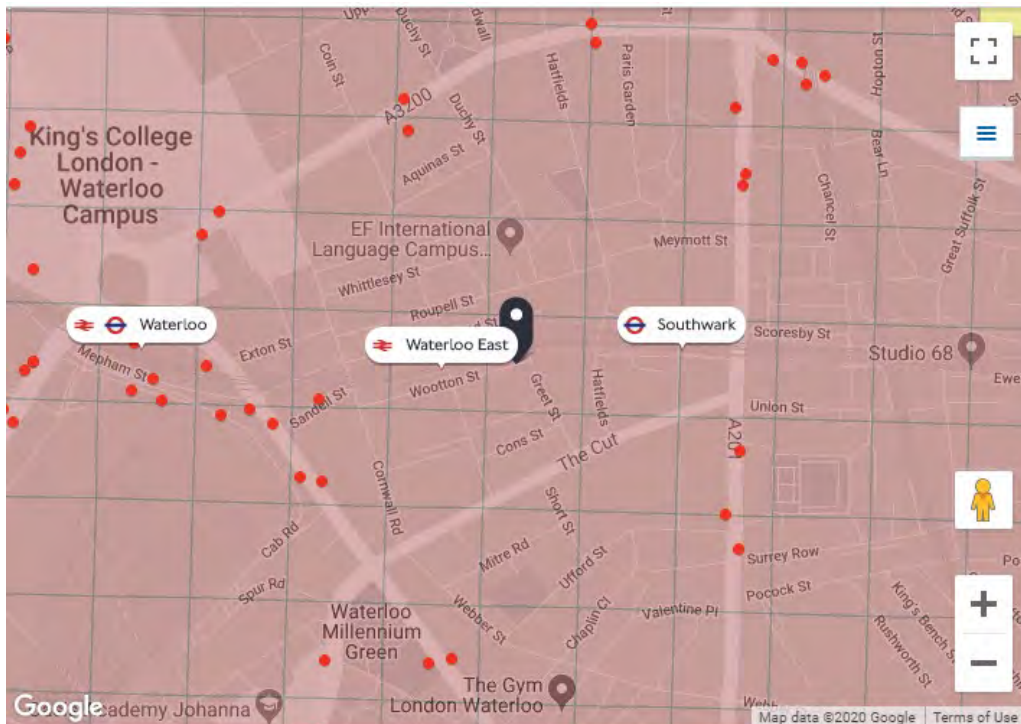 Upp
Duchy St
Coin St
A3200
Duchy St
Aquinas St
Hatfields
Paris Garden
Hopton St
Bear Ln
Chancel St
Great Suffolk St
King's College
London -
Waterloo
Campus
EF International
Language Campus...
Meymott St
Whittlesey St
Roupell St
Waterloo
Waterloo East
Southwark
Scoresby St
Studio 68
Exton St
Mepham St
Wootton St
Sandell St
Greet St
Hatfields
Union St
Ewe
A201
Cons St
The Cut
Cornwall Rd
Short St
Cab Rd
Mitre Rd
Ufford St
Surrey Row
Spur Rd
Pocock St
Waterloo
Millennium
Green
Webber St
Chaplin Cl
Valentine Pl
King's Bench St
Rushworth St
The Gym
London Waterloo
Google
Academy Johanna
Map data ©2020 Google
Terms of Use